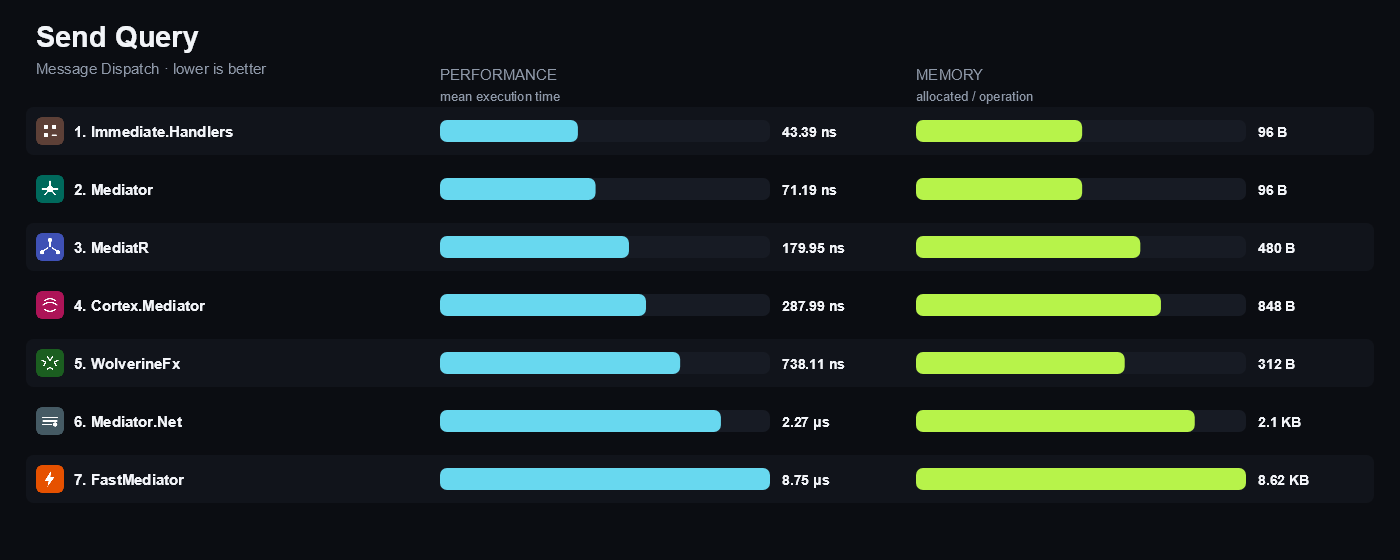 Send Query
Message Dispatch · lower is better
PERFORMANCE
mean execution time
MEMORY
allocated / operation
1. Immediate.Handlers 43.39 ns 96 B
2. Mediator 71.19 ns 96 B
3. MediatR 179.95 ns 480 B
4. Cortex.Mediator 287.99 ns 848 B
5. WolverineFx 738.11 ns 312 B
6. Mediator.Net 2.27 µs 2.1 KB
7. FastMediator 8.75 µs 8.62 KB